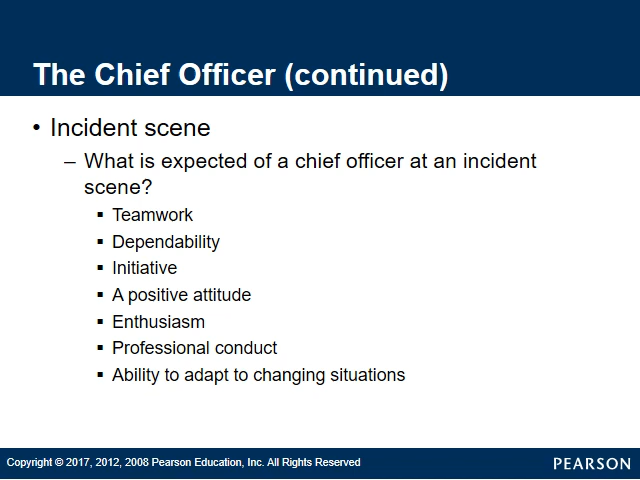 The Chief Officer (continued)
• Incident scene
– What is expected of a chief officer at an incident
scene?
▪ Teamwork
▪ Dependability
▪ Initiative
▪ A positive attitude
▪ Enthusiasm
▪ Professional conduct
▪ Ability to adapt to changing situations
Copyright © 2017, 2012, 2008 Pearson Education, Inc. All Rights Reserved
PEARSON